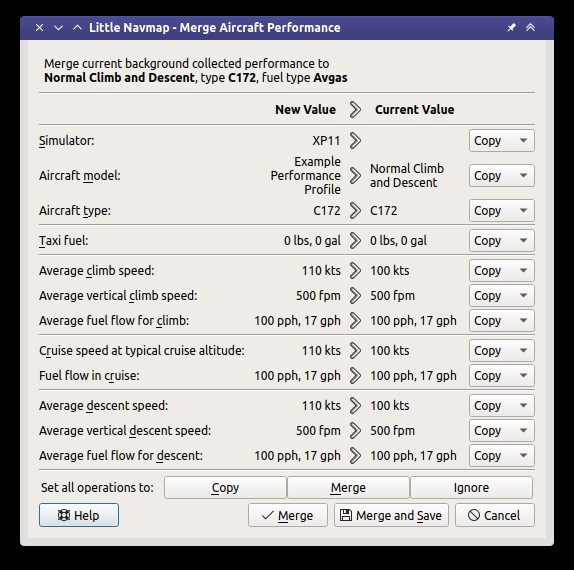 Little Navmap - Merge Aircraft Performance
Merge current background collected performance to
Normal Climb and Descent, type C172, fuel type Avgas
New Value Current Value
Simulator: XP11 Copy
Aircraft model: Example Performance Profile Normal Climb and Descent Copy
Aircraft type: C172 C172 Copy
Taxi fuel: 0 lbs, 0 gal 0 lbs, 0 gal Copy
Average climb speed: 110 kts 100 kts Copy
Average vertical climb speed: 500 fpm 500 fpm Copy
Average fuel flow for climb: 100 pph, 17 gph 100 pph, 17 gph Copy
Cruise speed at typical cruise altitude: 110 kts 100 kts Copy
Fuel flow in cruise: 100 pph, 17 gph 100 pph, 17 gph Copy
Average descent speed: 110 kts 100 kts Copy
Average vertical descent speed: 500 fpm 500 fpm Copy
Average fuel flow for descent: 100 pph, 17 gph 100 pph, 17 gph Copy
Set all operations to: Copy Merge Ignore
Help Merge Merge and Save Cancel